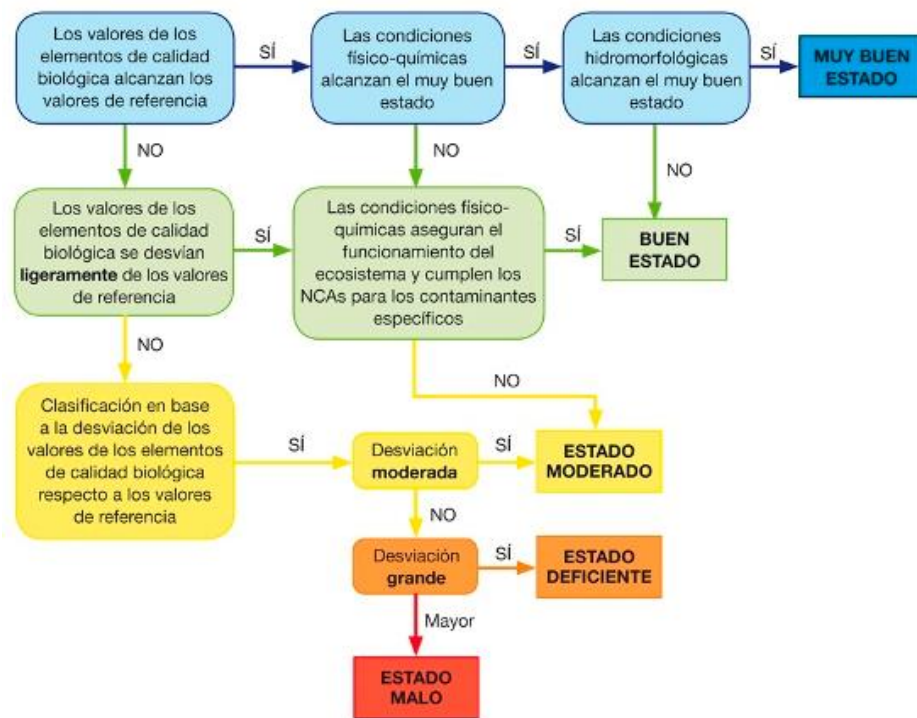 Los valores de los
elementos de calidad
biológica alcanzan los
valores de referencia
SÍ
Las condiciones
físico-químicas
alcanzan el muy buen
estado
SÍ
Las condiciones
hidromorfológicas
alcanzan el muy buen
estado
SÍ
MUY BUEN
ESTADO
NO
NO
NO
Los valores de los
elementos de calidad
biológica se desvían
ligeramente de los valores
de referencia
SÍ
Las condiciones físico-
químicas aseguran el
funcionamiento del
ecosistema y cumplen los
NCAs para los contaminantes
específicos
SÍ
BUEN
ESTADO
NO
NO
Clasificación en base
a la desviación de los
valores de los elementos
de calidad biológica
respecto a los valores
de referencia
SÍ
Desviación
moderada
SÍ
ESTADO
MODERADO
NO
Desviación
grande
SÍ
ESTADO
DEFICIENTE
Mayor
ESTADO
MALO